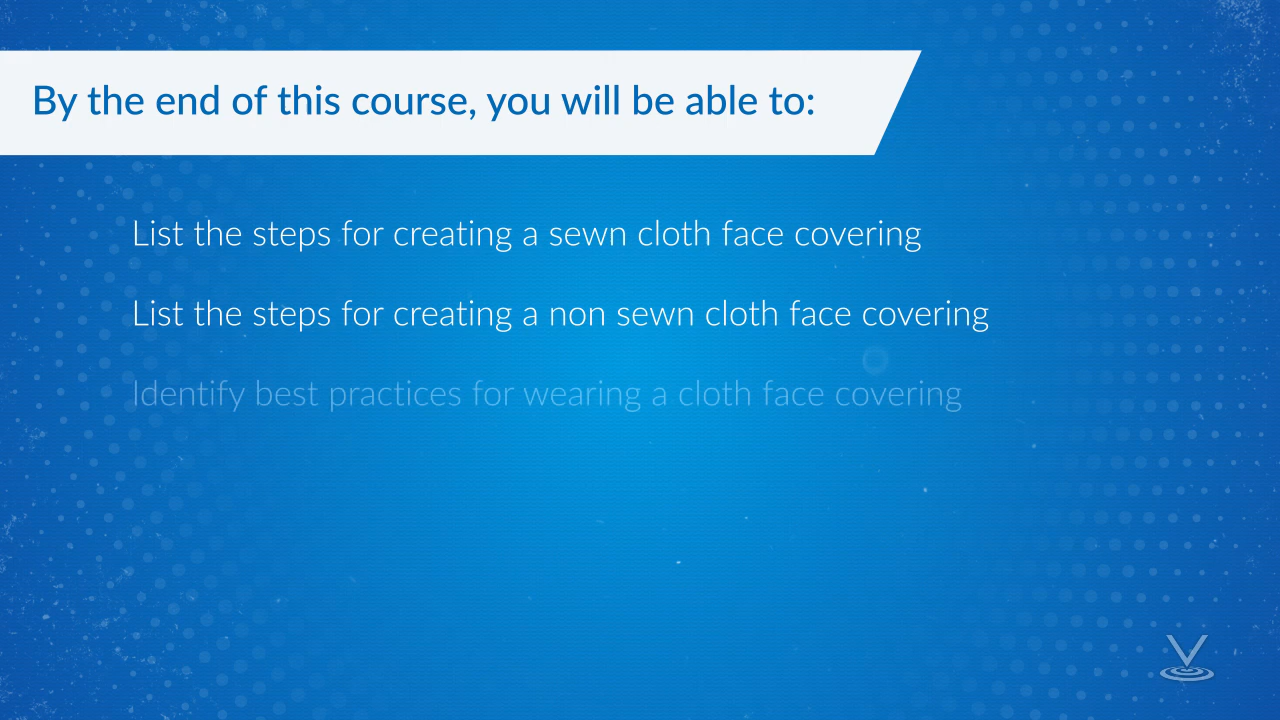 By the end of this course, you will be able to:
List the steps for creating a sewn cloth face covering
List the steps for creating a non sewn cloth face covering
Identify best practices for wearing a cloth face covering